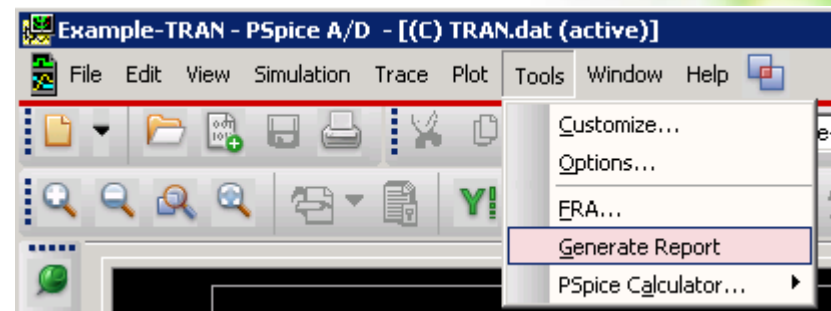 Example-TRAN - PSpice A/D - [(C) TRAN.dat (active)]
File Edit View Simulation Trace Plot Tools Window Help
Customize...
Options...
FRA...
Generate Report
PSpice Calculator...